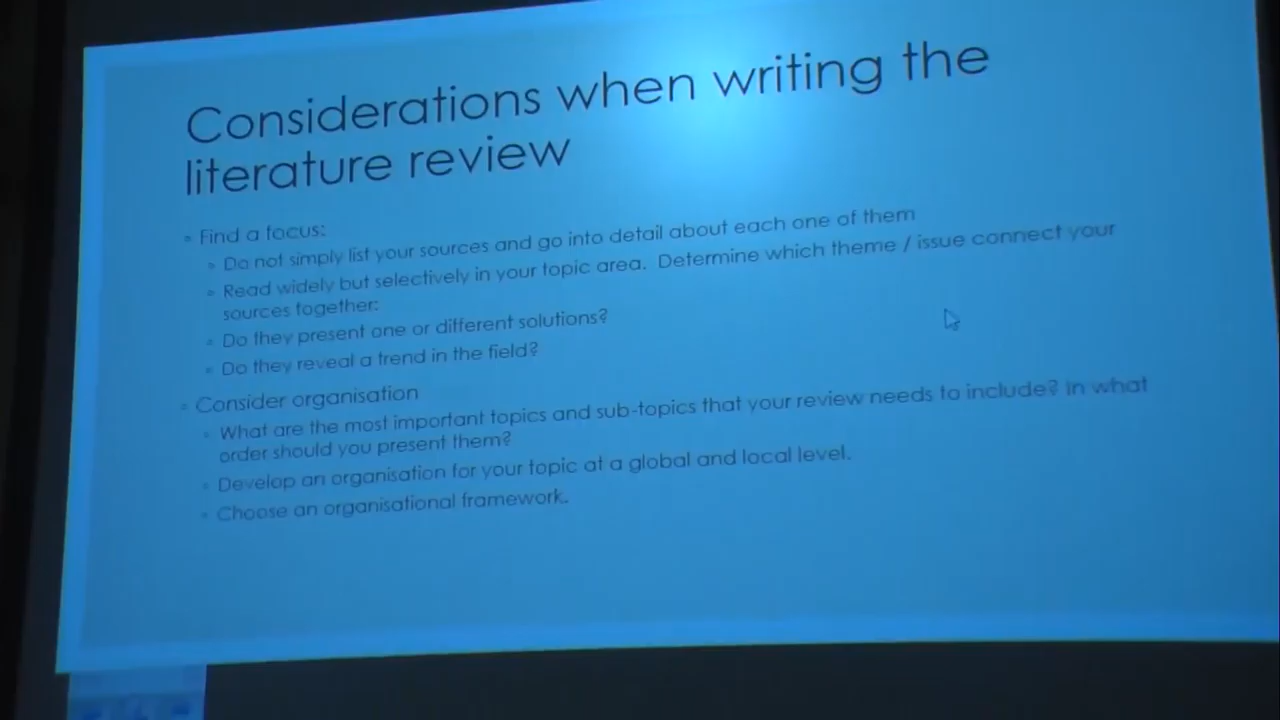 Considerations when writing the
literature review
Find a focus:
Do not simply list your sources and go into detail about each one of them
Read widely but selectively in your topic area. Determine which theme / issue connect your
sources together:
Do they present one or different solutions?
Do they reveal a trend in the field?
Consider organisation
What are the most important topics and sub-topics that your review needs to include? In what
order should you present them?
Develop an organisation for your topic at a global and local level.
Choose an organisational framework.